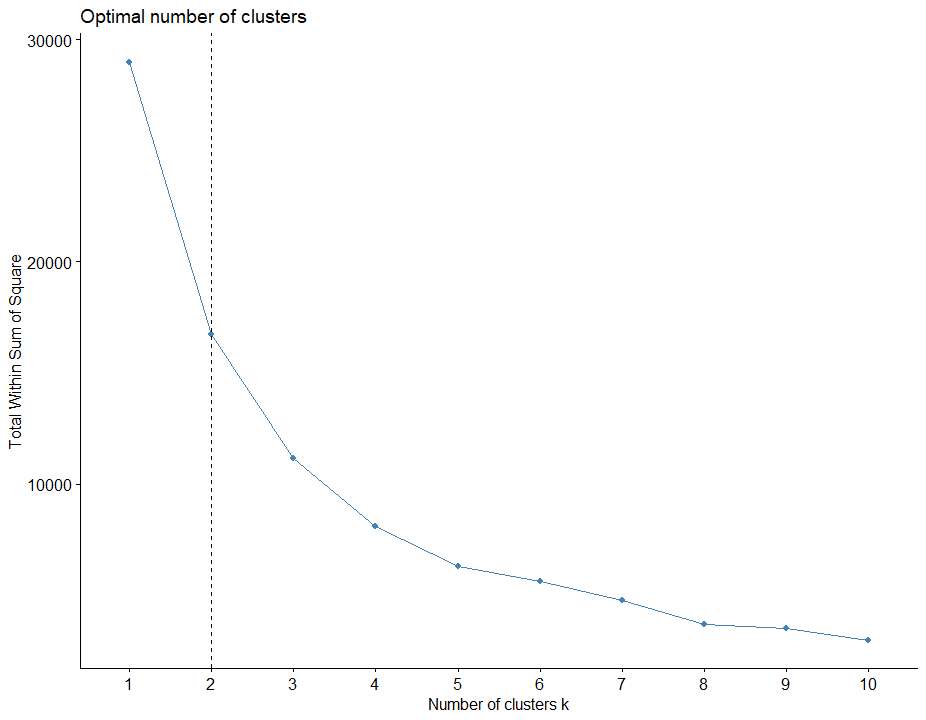 Optimal number of clusters
30000
20000
10000
Total Within Sum of Square
1 2 3 4 5 6 7 8 9 10
Number of clusters k